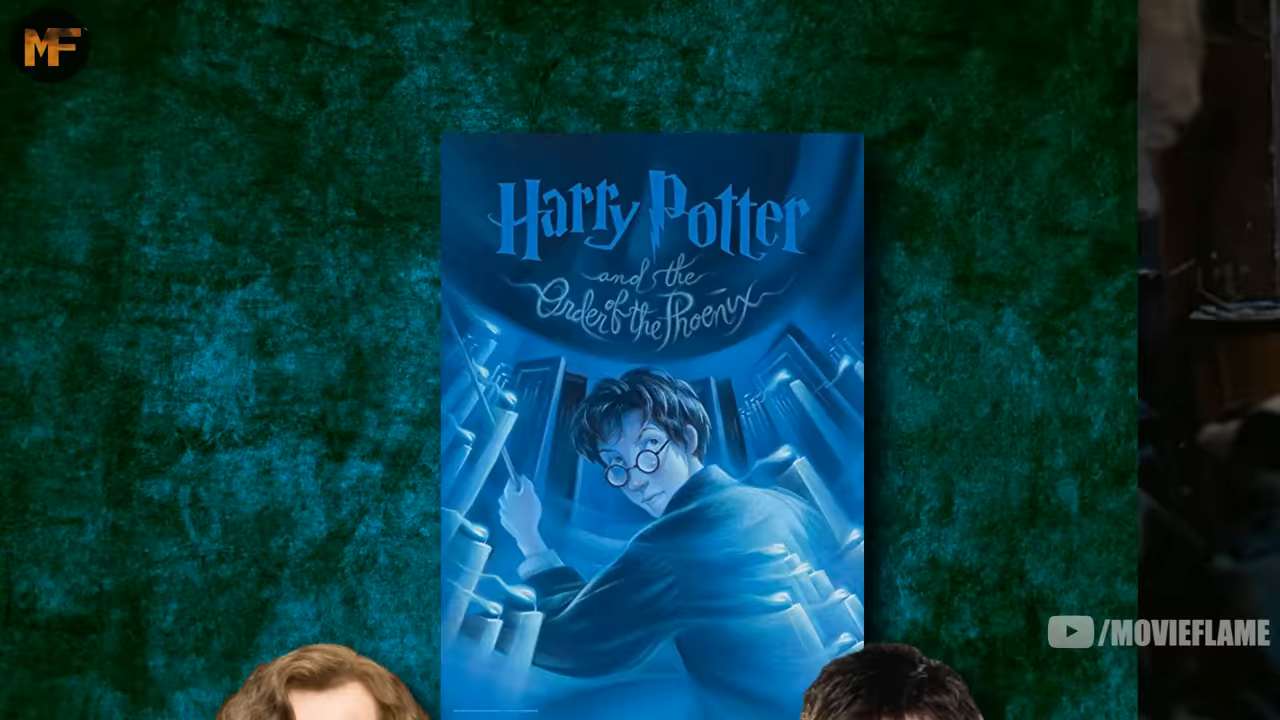 MF
Harry Potter
and the
Order of the Phoenix
/MOVIEFLAME